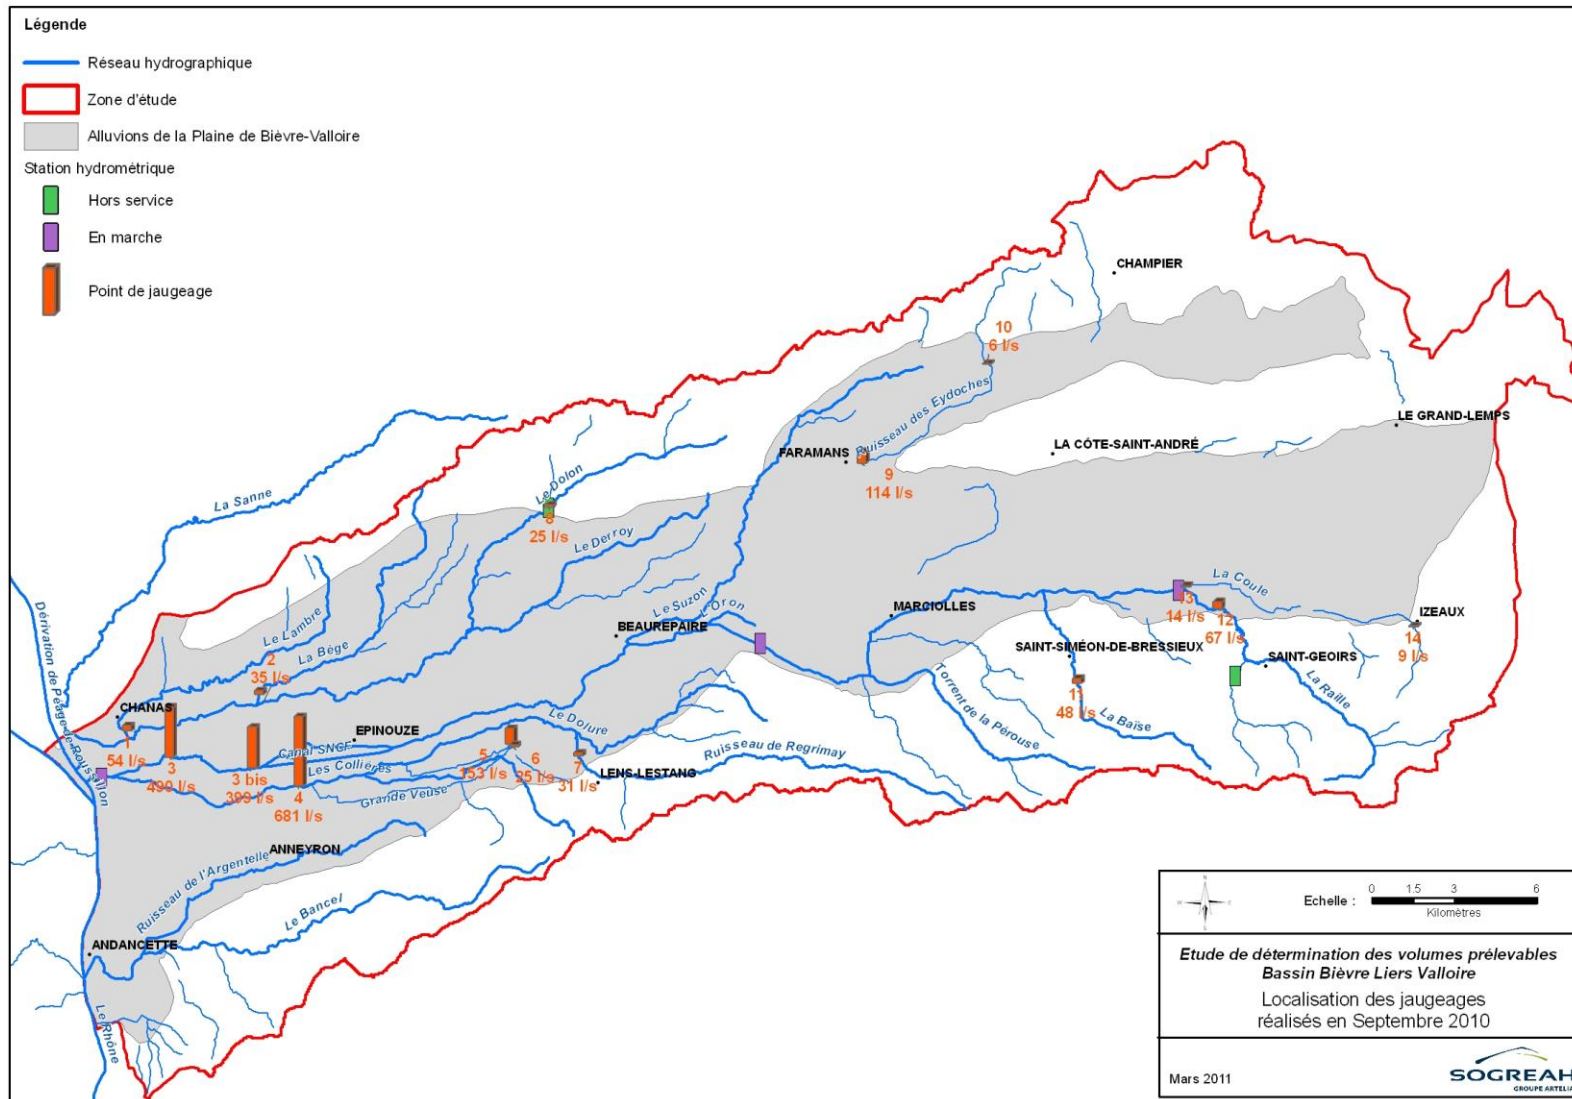 Légende
Réseau hydrographique
Zone d'étude
Alluvions de la Plaine de Bièvre-Valloire
Station hydrométrique
Hors service
En marche
Point de jaugeage
CHAMPIER
10
6 l/s
Ruisseau des Eydoches
LE GRAND-LEMPS
LA CÔTE-SAINT-ANDRÉ
FARAMANS
9
114 l/s
La Sanne
Le Dolon
8
25 l/s
Le Derroy
La Coule
13
14 l/s
12
67 l/s
IZEAUX
14
9 l/s
MARCIOLLES
Le Suzon
L'Oron
BEAUREPAIRE
SAINT-SIMÉON-DE-BRESSIEUX
SAINT-GEOIRS
La Raille
11
48 l/s
La Baïse
Torrent de la Pérouse
Dérivation de Péage de Roussillon
Le Lambre
La Bège
2
35 l/s
CHANAS
1
54 l/s
3
490 l/s
3 bis
399 l/s
4
681 l/s
Canal SNCF
EPINOUZE
Les Collières
Grande Veuse
Le Dolure
5
153 l/s
6
25 l/s
7
31 l/s
LENS-LESTANG
Ruisseau de Regrimay
ANNEYRON
Ruisseau de l'Argentelle
Le Bancel
ANDANCETTE
Le Rhône
N
Echelle :
0 1.5 3 6
Kilomètres
Etude de détermination des volumes prélevables
Bassin Bièvre Liers Valloire
Localisation des jaugeages
réalisés en Septembre 2010
Mars 2011
SOGREAH
GROUPE ARTELIA